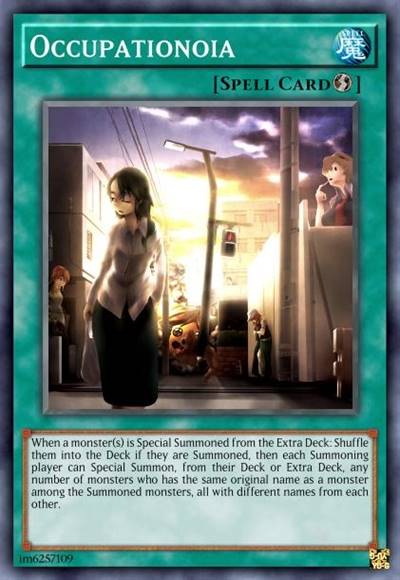 OCCUPATIONOIA
SPELL
魔
[SPELL CARD]
When a monster(s) is Special Summoned from the Extra Deck: Shuffle
them into the Deck if they are Summoned, then each Summoning
player can Special Summon, from their Deck or Extra Deck, any
number of monsters who has the same original name as a monster
among the Summoned monsters, all with different names from each
other.
im6257109